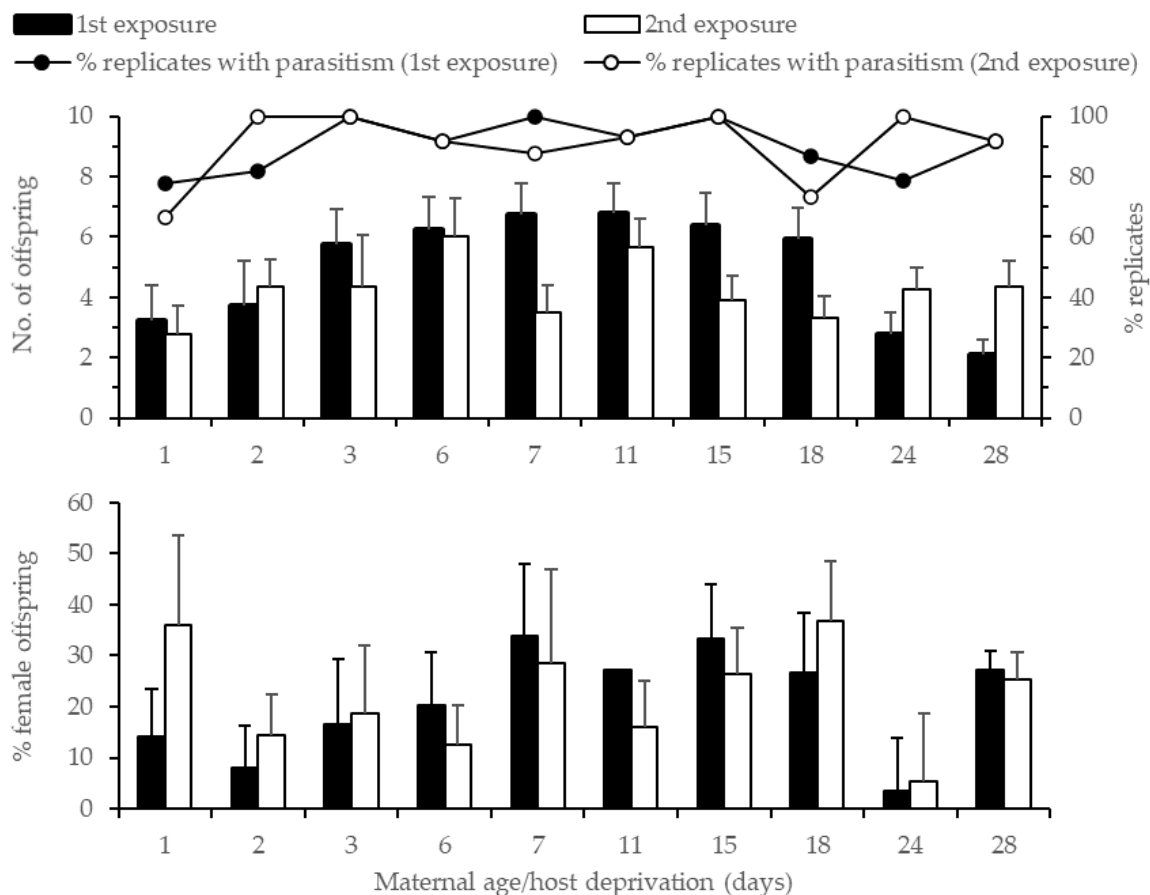 1st exposure 2nd exposure
% replicates with parasitism (1st exposure) % replicates with parasitism (2nd exposure)
No. of offspring
10
8
6
4
2
0
% replicates
100
80
60
40
20
0
1 2 3 6 7 11 15 18 24 28
% female offspring
60
50
40
30
20
10
0
1 2 3 6 7 11 15 18 24 28
Maternal age/host deprivation (days)